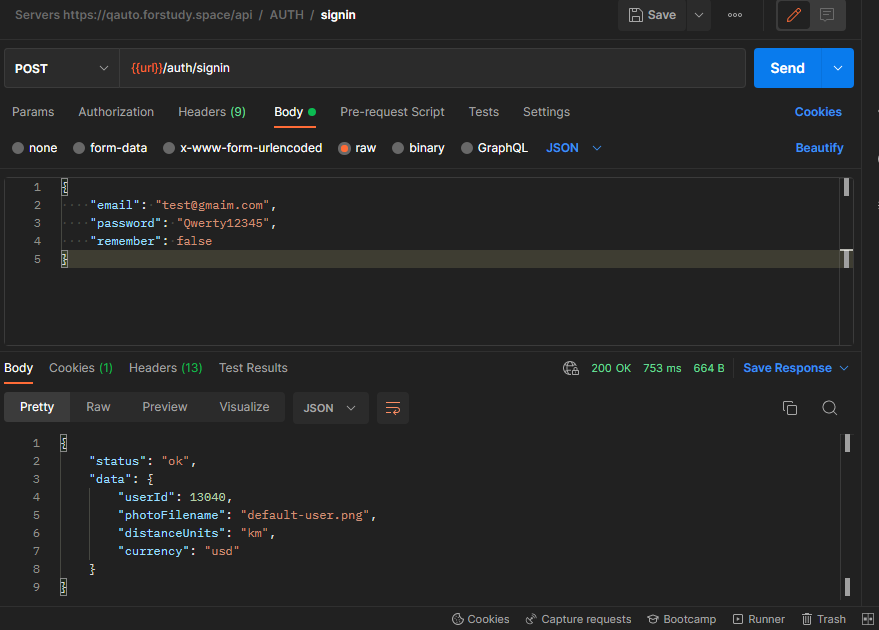 Servers https://qauto.forstudy.space/api / AUTH / signin Save
POST {{url}}/auth/signin Send
Params Authorization Headers (9) Body Pre-request Script Tests Settings Cookies
none form-data x-www-form-urlencoded raw binary GraphQL JSON Beautify
1 {
2 ····"email":·"test@gmaim.com",
3 ····"password":·"Qwerty12345",
4 ····"remember":·false
5 }
Body Cookies (1) Headers (13) Test Results 200 OK 753 ms 664 B Save Response
Pretty Raw Preview Visualize JSON
1 {
2 "status": "ok",
3 "data": {
4 "userId": 13040,
5 "photoFilename": "default-user.png",
6 "distanceUnits": "km",
7 "currency": "usd"
8 }
9 }
Cookies Capture requests Bootcamp Runner Trash